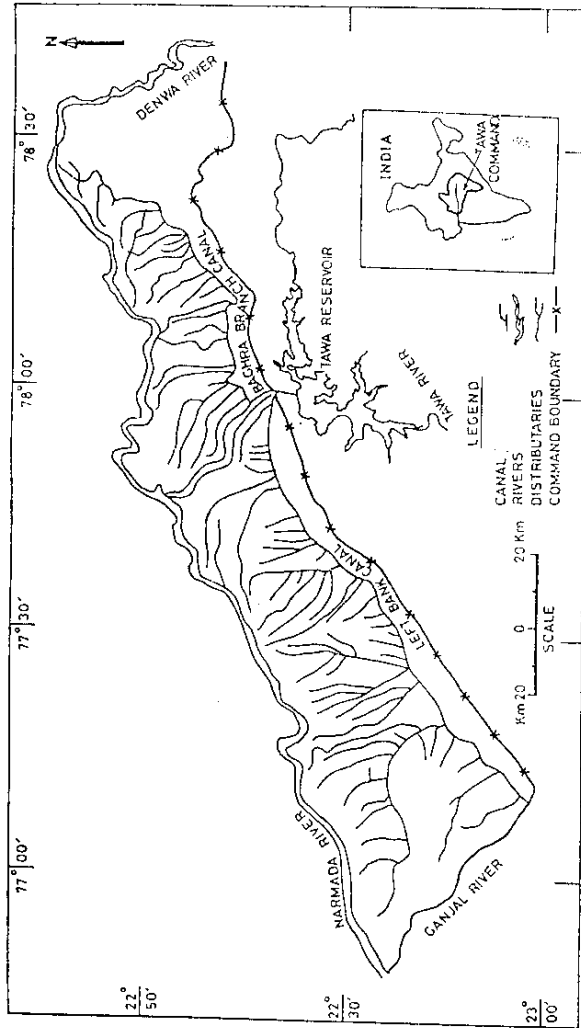 77° 00′
77° 30′
78° 00′
78° 30′
N
22° 50′
22° 30′
23° 00′
DENWA RIVER
NARMADA RIVER
BAGHRA BRANCH CANAL
TAWA RESERVOIR
TAWA RIVER
LEFT BANK CANAL
GANJAL RIVER
INDIA
TAWA
COMMAND
LEGEND
CANAL
RIVERS
DISTRIBUTARIES
COMMAND BOUNDARY —x—
Km 20 0 20 Km
SCALE